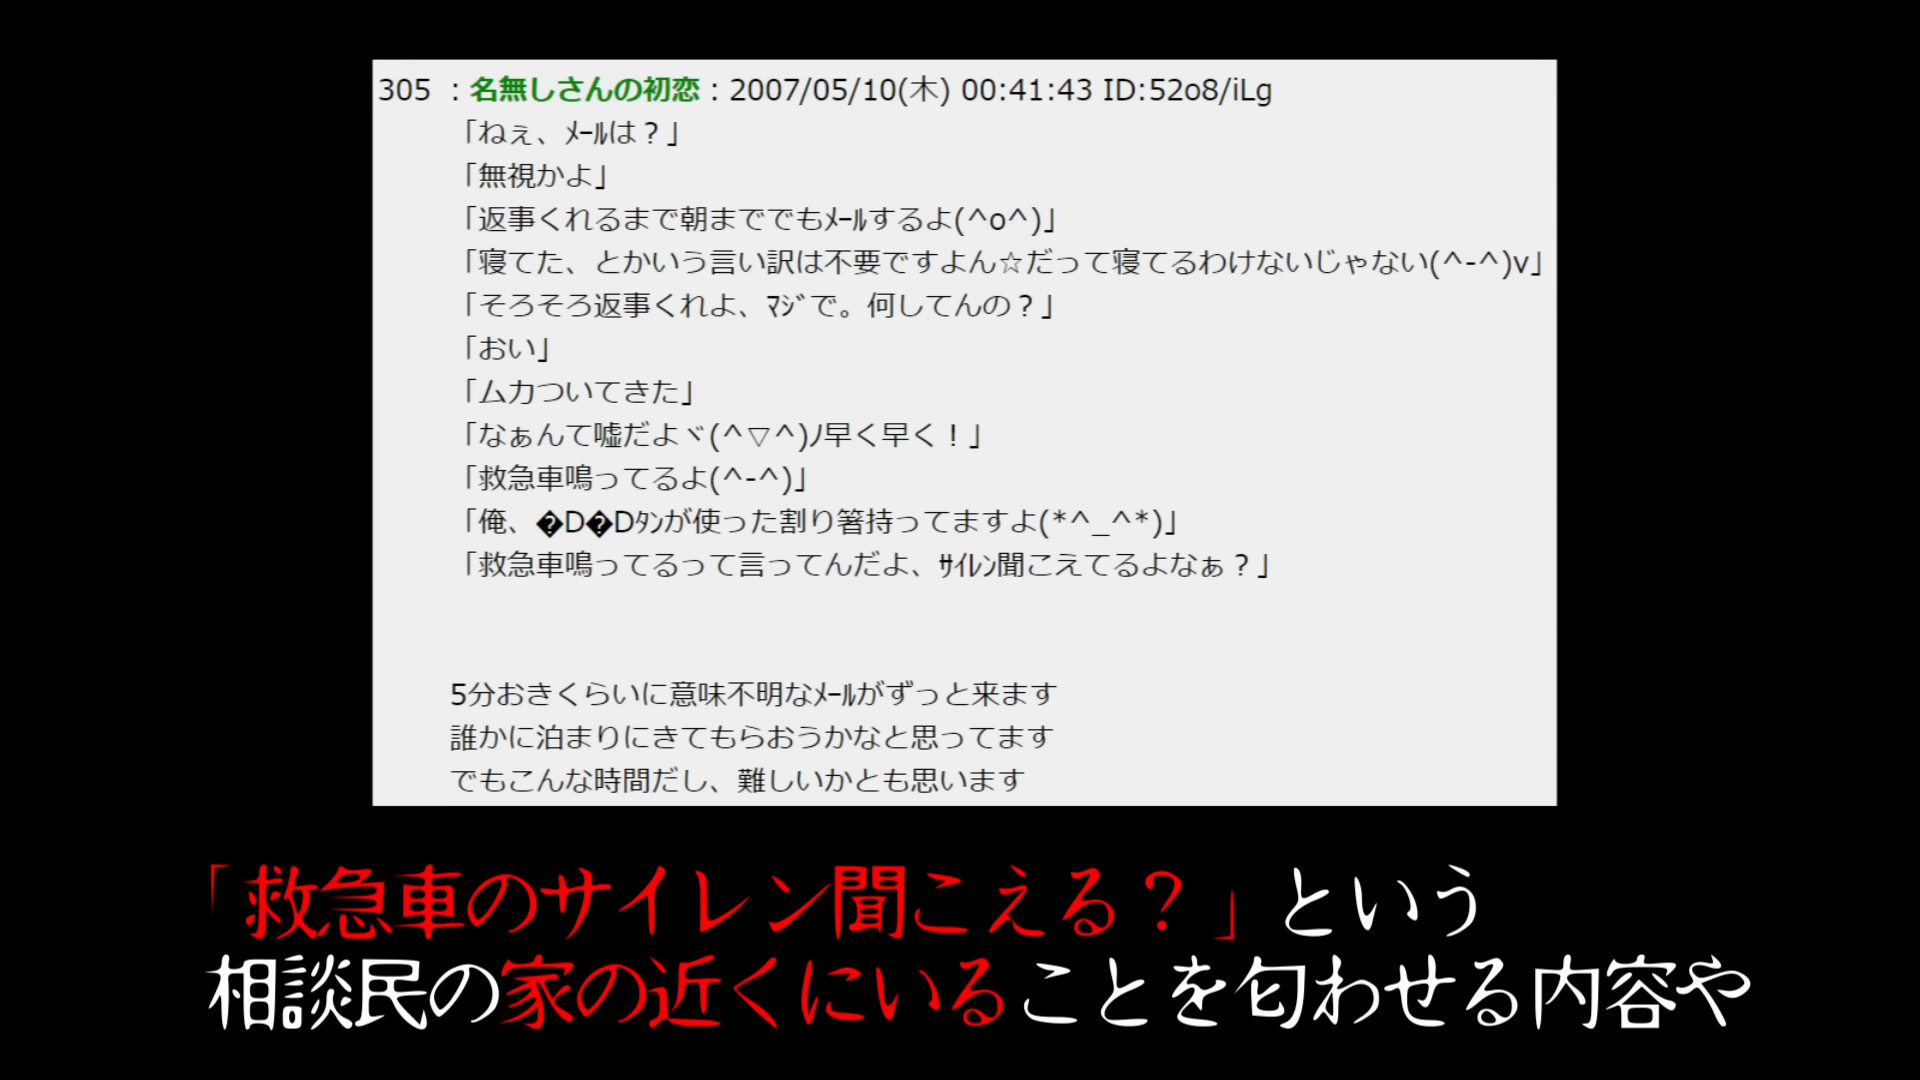 305 ：名無しさんの初恋：2007/05/10(木) 00:41:43 ID:52o8/iLg
「ねぇ、ﾒｰﾙは？」
「無視かよ」
「返事くれるまで朝まででもﾒｰﾙするよ(^o^)」
「寝てた、とかいう言い訳は不要ですよん☆だって寝てるわけないじゃない(^-^)v」
「そろそろ返事くれよ、ﾏｼﾞで。何してんの？」
「おい」
「ムカついてきた」
「なぁんて嘘だよヾ(^▽^)ﾉ早く早く！」
「救急車鳴ってるよ(^-^)」
「俺、�D�Dﾀﾝが使った割り箸持ってますよ(*^_^*)」
「救急車鳴ってるって言ってんだよ、ｻｲﾚﾝ聞こえてるよなぁ？」
5分おきくらいに意味不明なﾒｰﾙがずっと来ます
誰かに泊まりにきてもらおうかなと思ってます
でもこんな時間だし、難しいかとも思います
「救急車のサイレン聞こえる？」という
相談民の家の近くにいることを匂わせる内容や